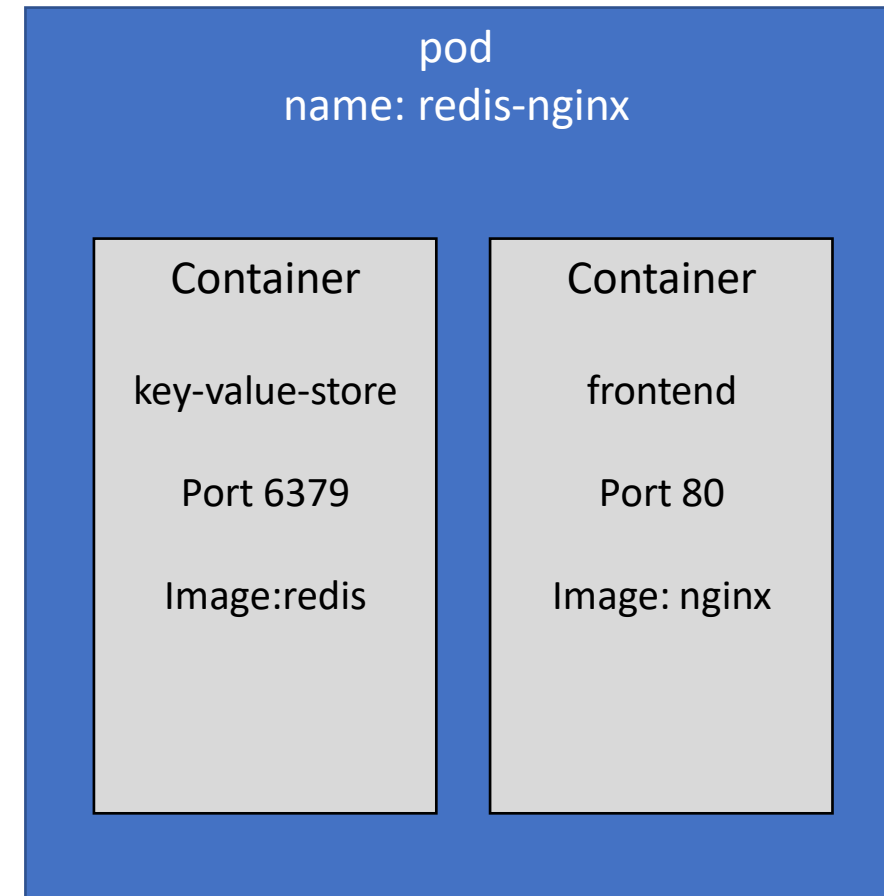 pod
name: redis-nginx
Container
key-value-store
Port 6379
Image:redis
Container
frontend
Port 80
Image: nginx